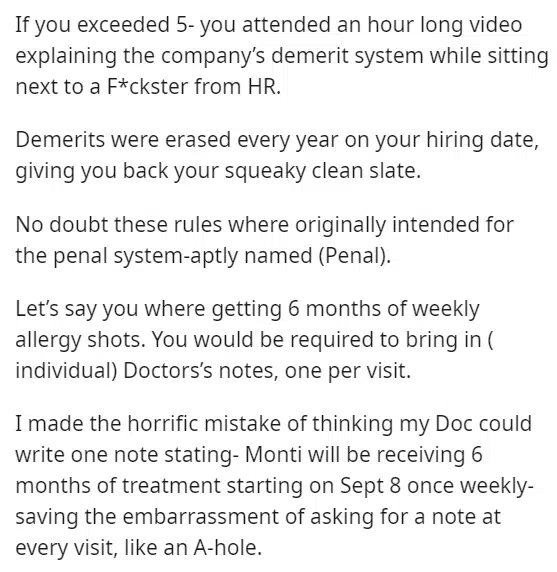 If you exceeded 5- you attended an hour long video
explaining the company’s demerit system while sitting
next to a F*ckster from HR.
Demerits were erased every year on your hiring date,
giving you back your squeaky clean slate.
No doubt these rules where originally intended for
the penal system-aptly named (Penal).
Let’s say you where getting 6 months of weekly
allergy shots. You would be required to bring in (
individual) Doctors’s notes, one per visit.
I made the horrific mistake of thinking my Doc could
write one note stating- Monti will be receiving 6
months of treatment starting on Sept 8 once weekly-
saving the embarrassment of asking for a note at
every visit, like an A-hole.